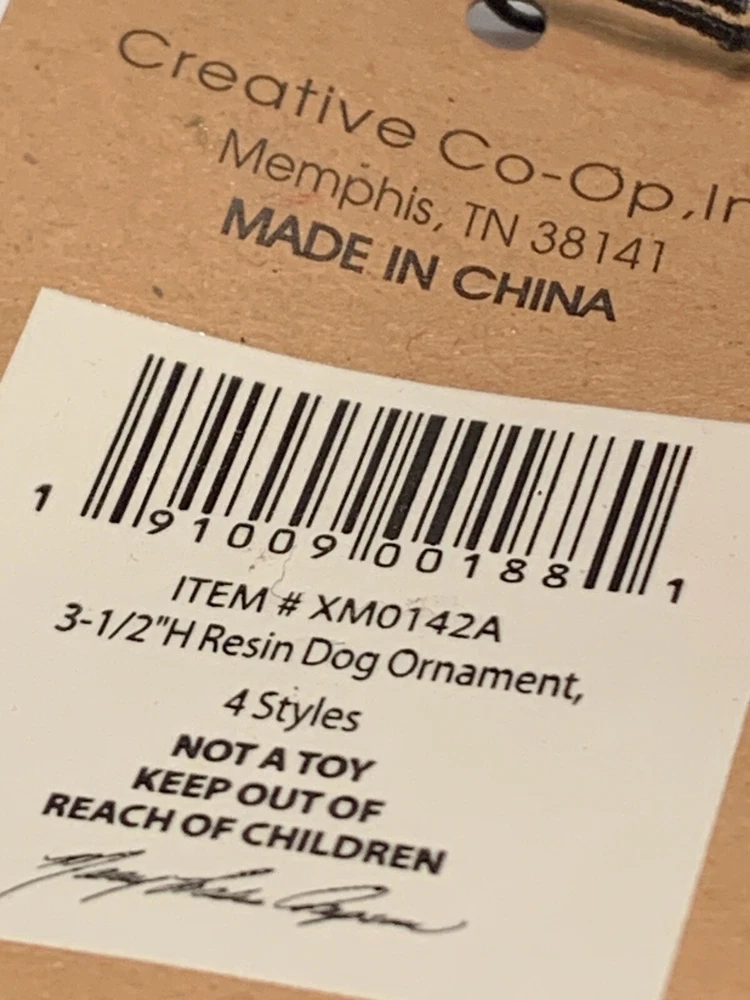 Creative Co-Op, In
Memphis, TN 38141
MADE IN CHINA
1 91009 00188 1
ITEM # XM0142A
3-1/2"H Resin Dog Ornament,
4 Styles
NOT A TOY
KEEP OUT OF
REACH OF CHILDREN